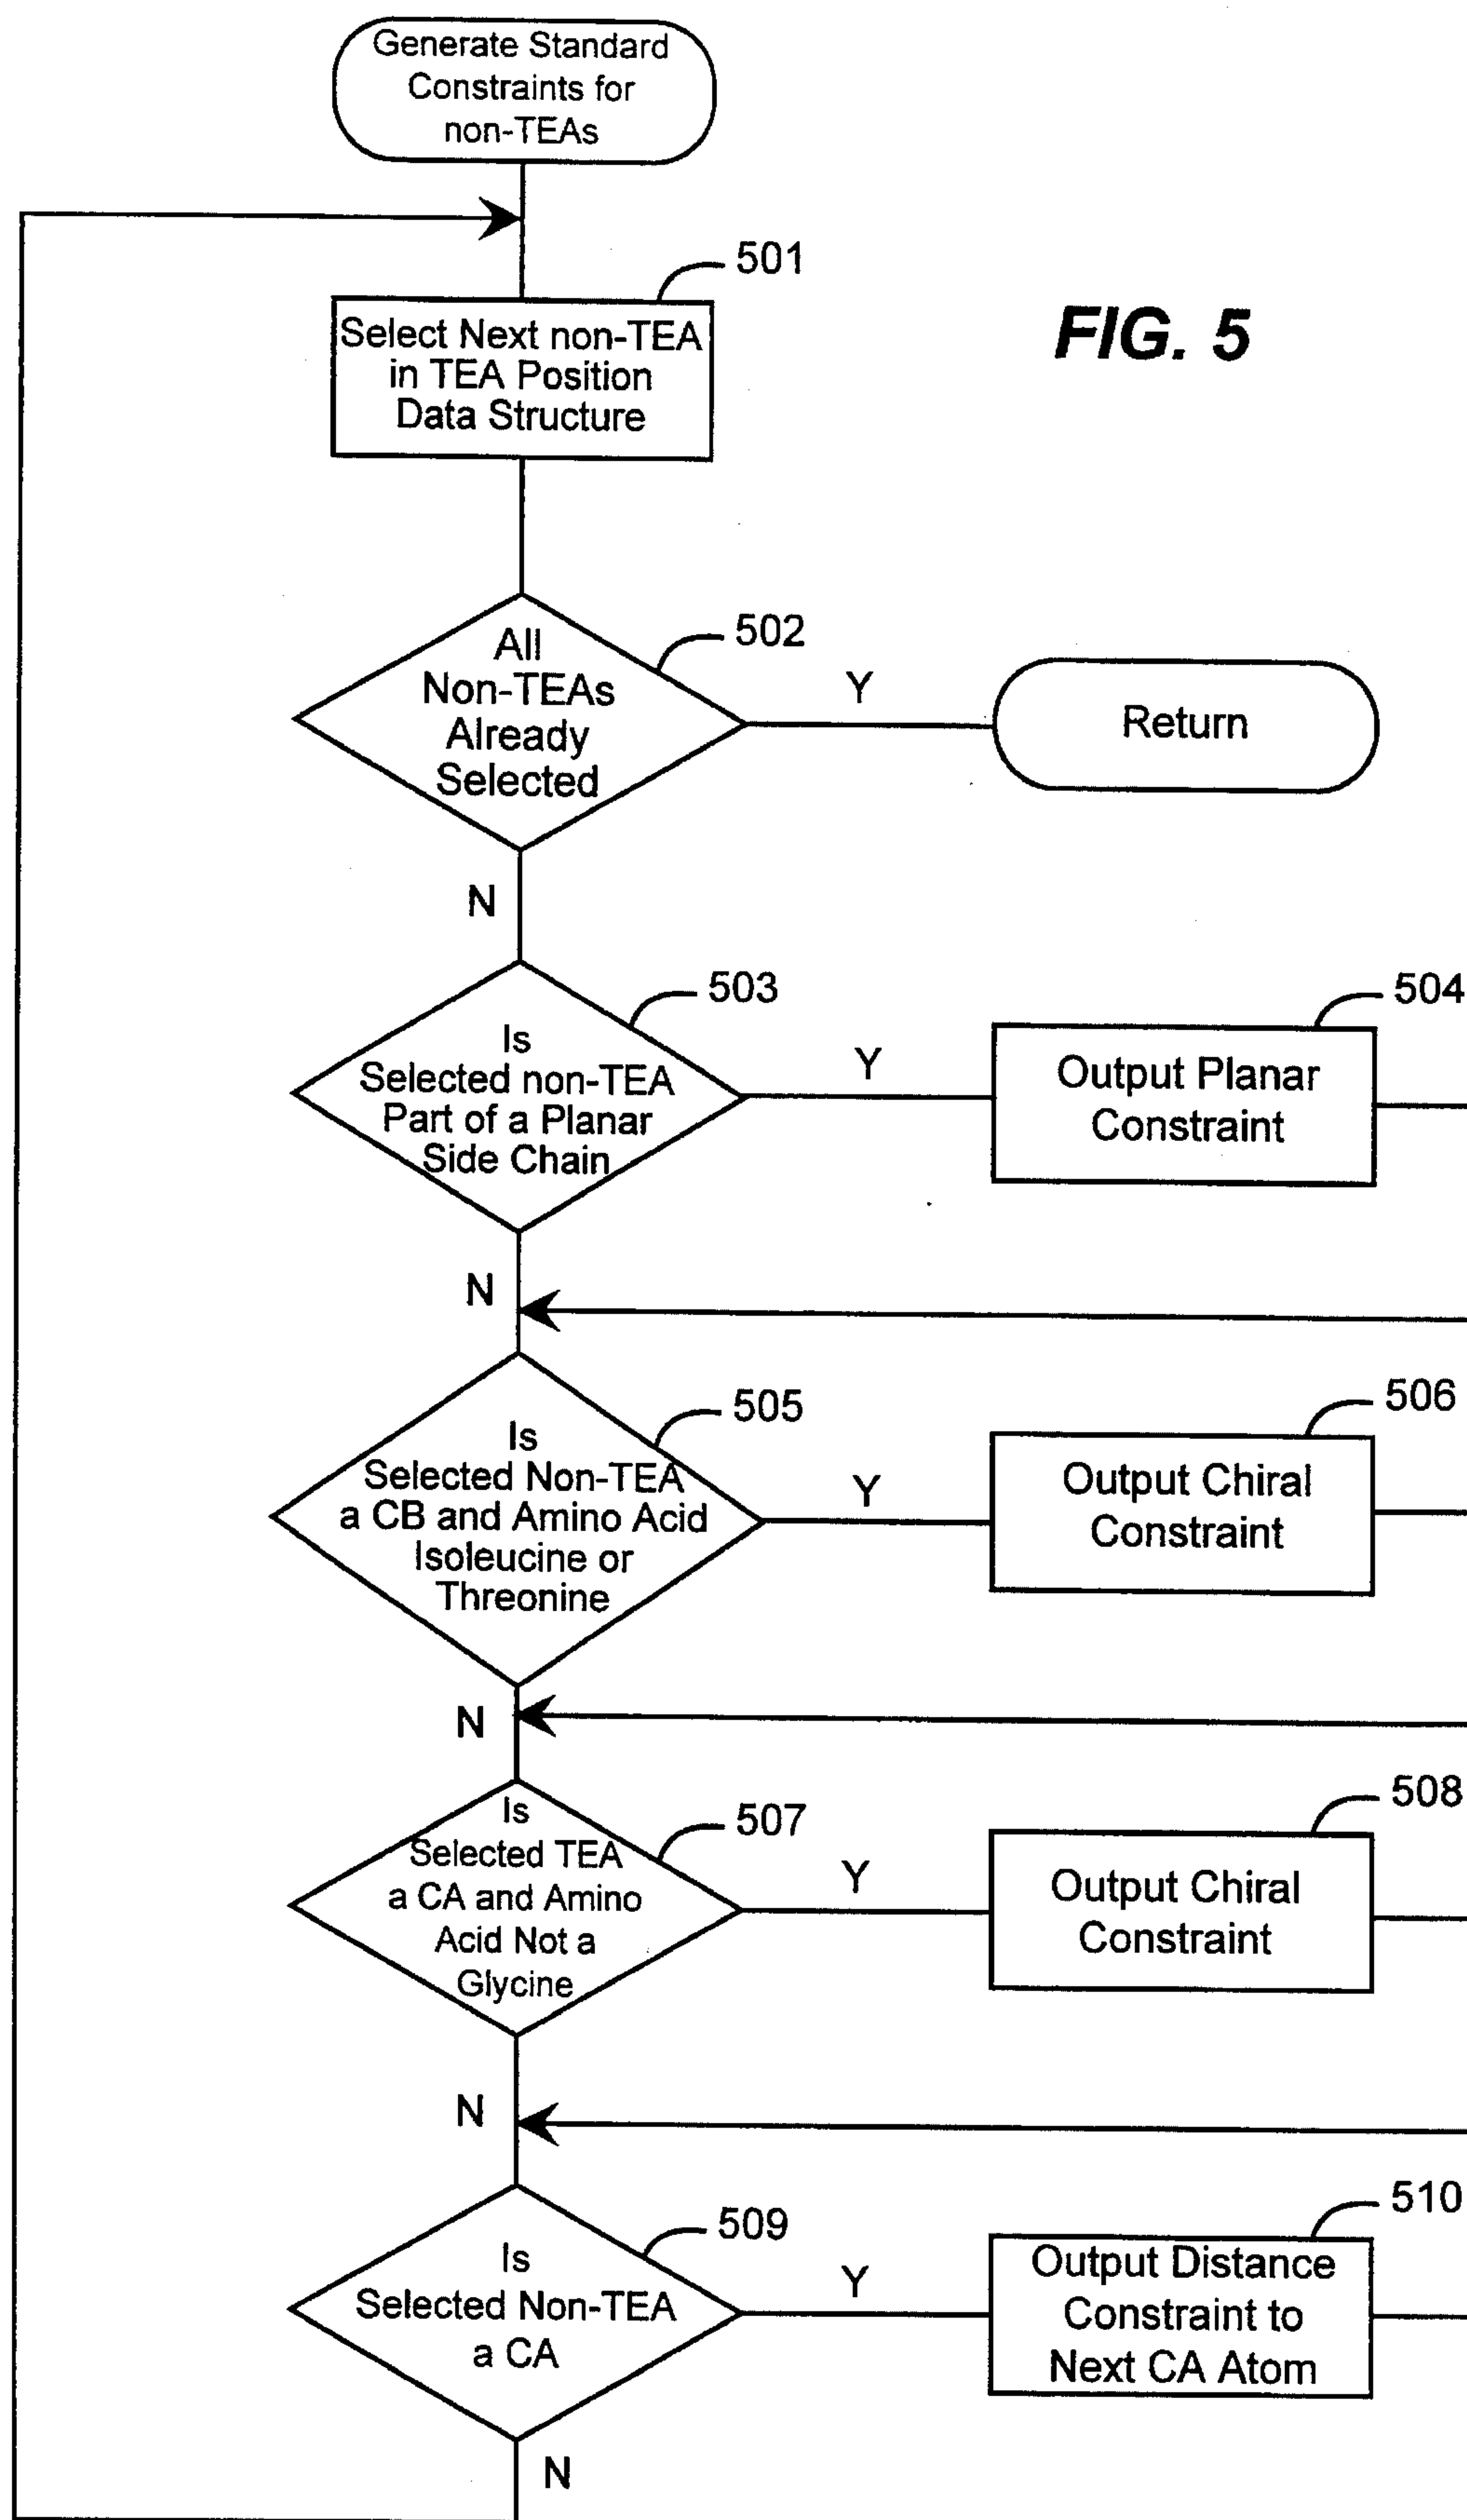 Generate Standard
Constraints for
non-TEAs
501
Select Next non-TEA
in TEA Position
Data Structure
FIG. 5
502
All
Non-TEAs
Already
Selected
Y
Return
N
503
Is
Selected non-TEA
Part of a Planar
Side Chain
Y
504
Output Planar
Constraint
N
505
Is
Selected Non-TEA
a CB and Amino Acid
Isoleucine or
Threonine
Y
506
Output Chiral
Constraint
N
507
Is
Selected TEA
a CA and Amino
Acid Not a
Glycine
Y
508
Output Chiral
Constraint
N
509
Is
Selected Non-TEA
a CA
Y
510
Output Distance
Constraint to
Next CA Atom
N